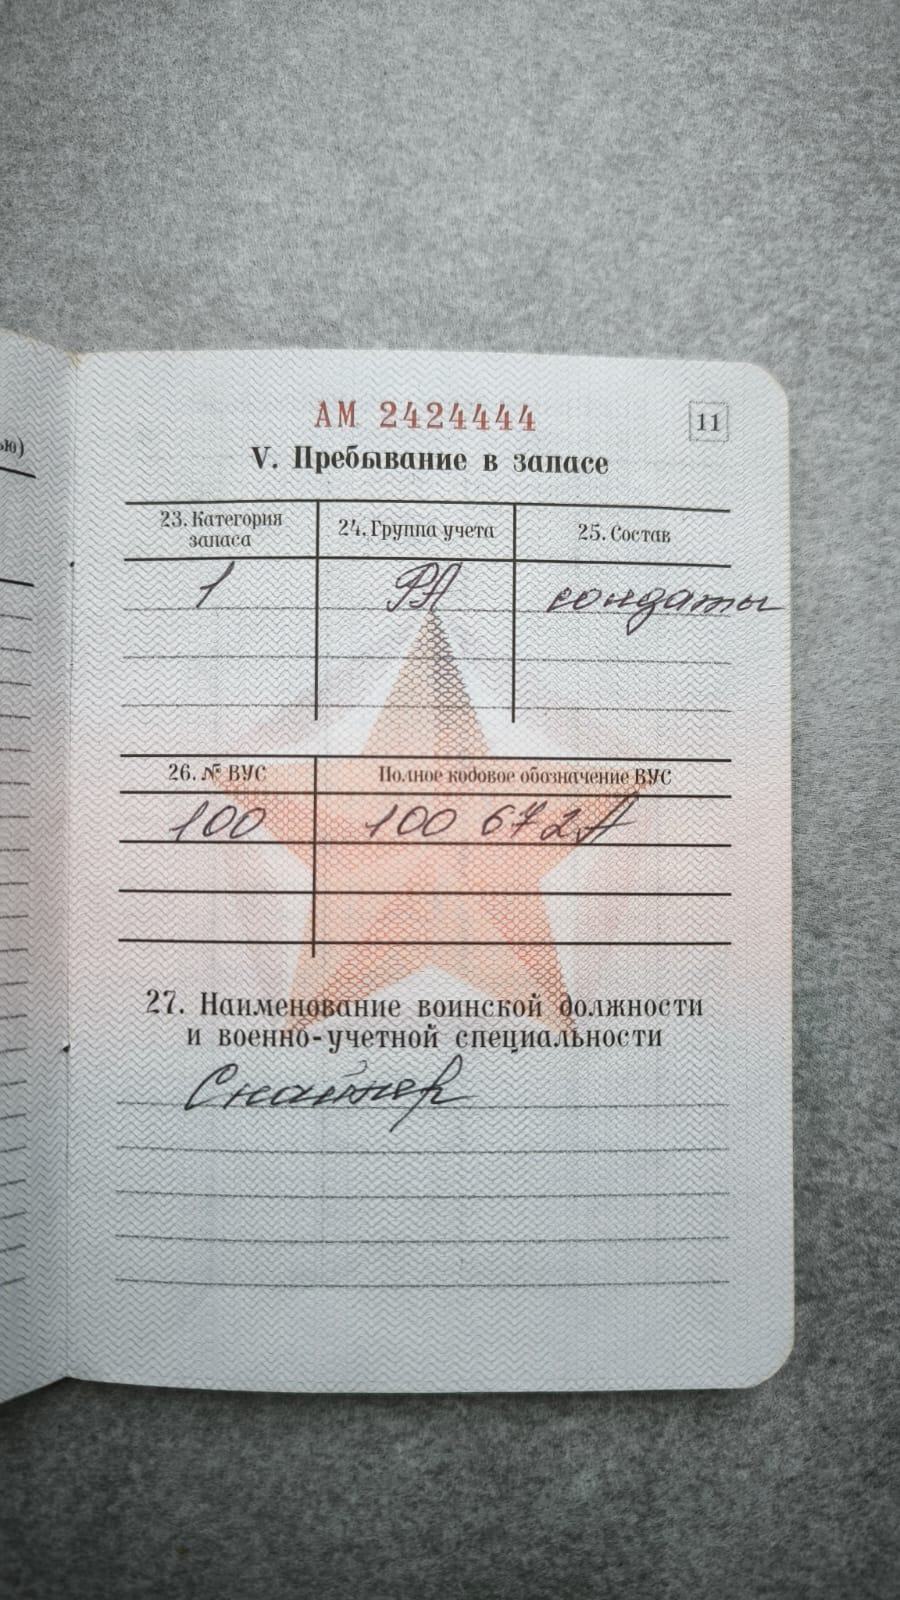 ью)
АМ 2424444
11
V. Пребывание в запасе
23. Категория запаса
24. Группа учета
25. Состав
1
РА
солдаты
26. № ВУС
Полное кодовое обозначение ВУС
100
100 672А
27. Наименование воинской должности
и военно-учетной специальности
Снайпер